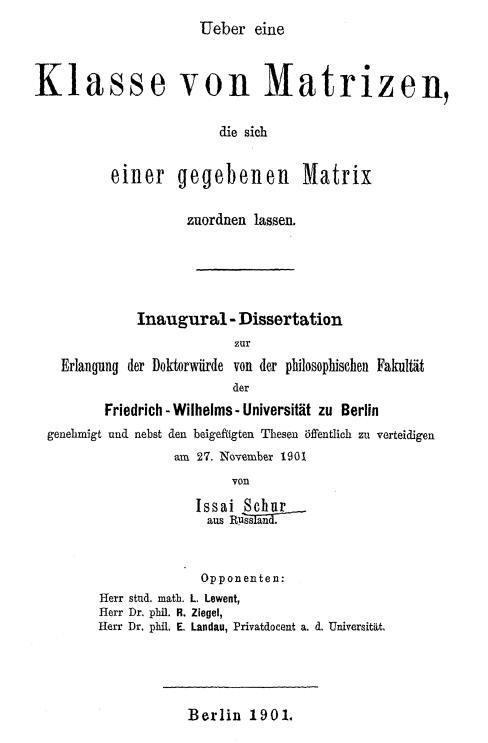 Ueber eine
Klasse von Matrizen,
die sich
einer gegebenen Matrix
zuordnen lassen.
Inaugural-Dissertation
zur
Erlangung der Doktorwürde von der philosophischen Fakultät
der
Friedrich-Wilhelms-Universität zu Berlin
genehmigt und nebst den beigefügten Thesen öffentlich zu verteidigen
am 27. November 1901
von
Issai Schur
aus Russland.
Opponenten:
Herr stud. math. L. Lewent,
Herr Dr. phil. R. Ziegel,
Herr Dr. phil. E. Landau, Privatdocent a. d. Universität.
Berlin 1901.